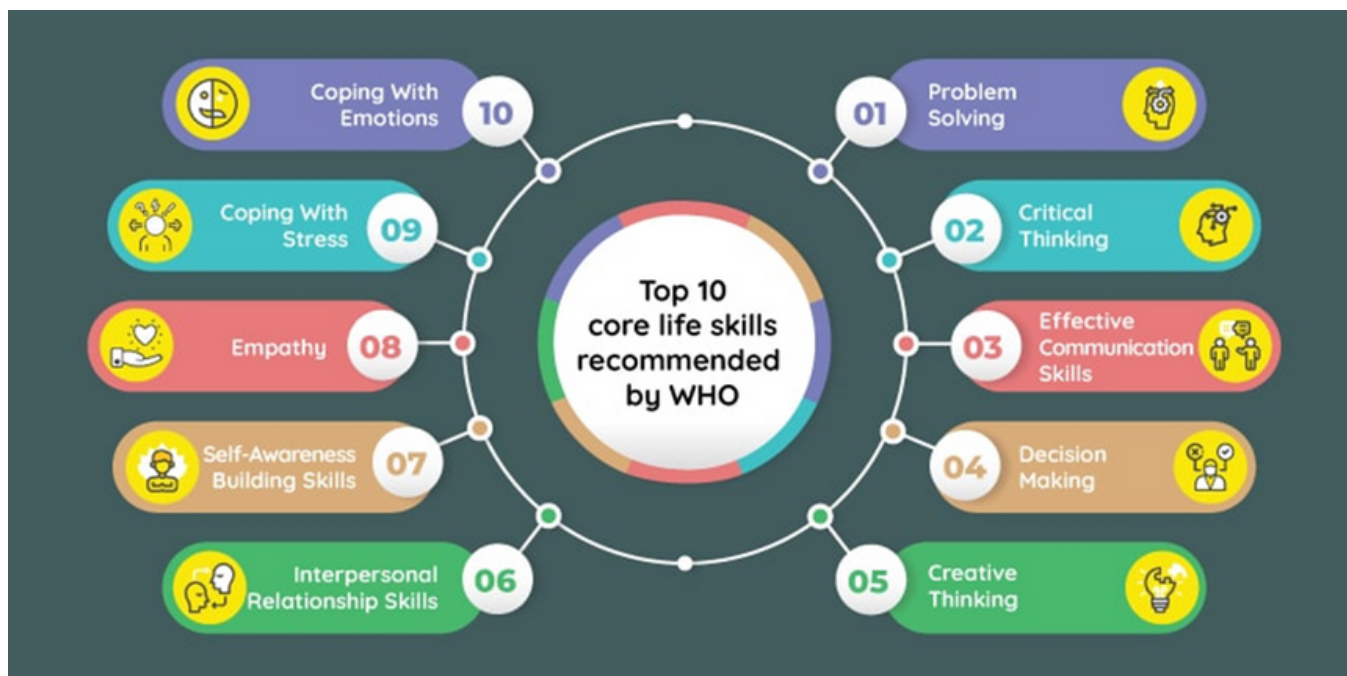 Top 10
core life skills
recommended
by WHO
01
Problem
Solving
02
Critical
Thinking
03
Effective
Communication
Skills
04
Decision
Making
05
Creative
Thinking
06
Interpersonal
Relationship Skills
07
Self-Awareness
Building Skills
08
Empathy
09
Coping With
Stress
10
Coping With
Emotions